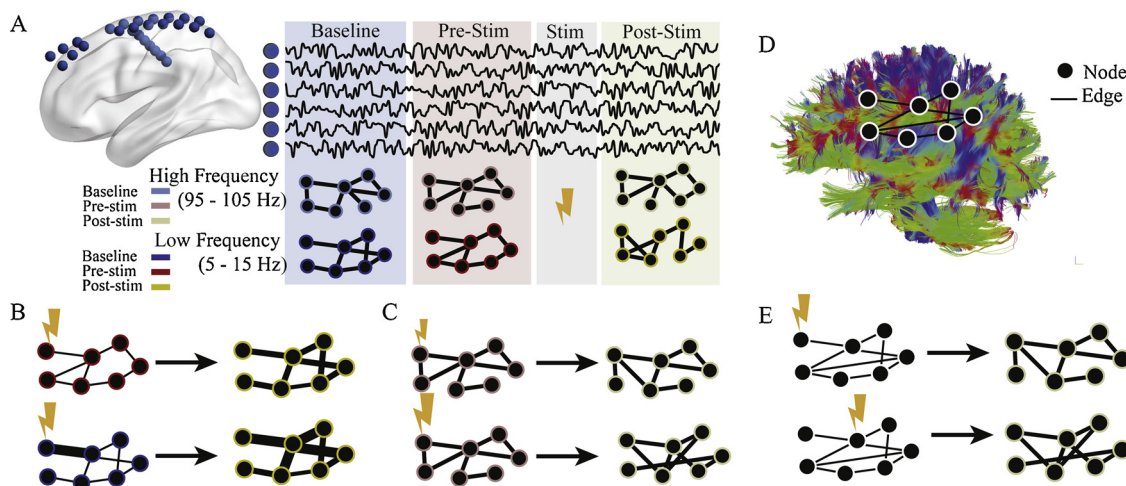 A
Baseline
Pre-Stim
Stim
Post-Stim
High Frequency
(95 - 105 Hz)
Baseline
Pre-stim
Post-stim
Low Frequency
(5 - 15 Hz)
Baseline
Pre-stim
Post-stim
D
Node
Edge
B
C
E